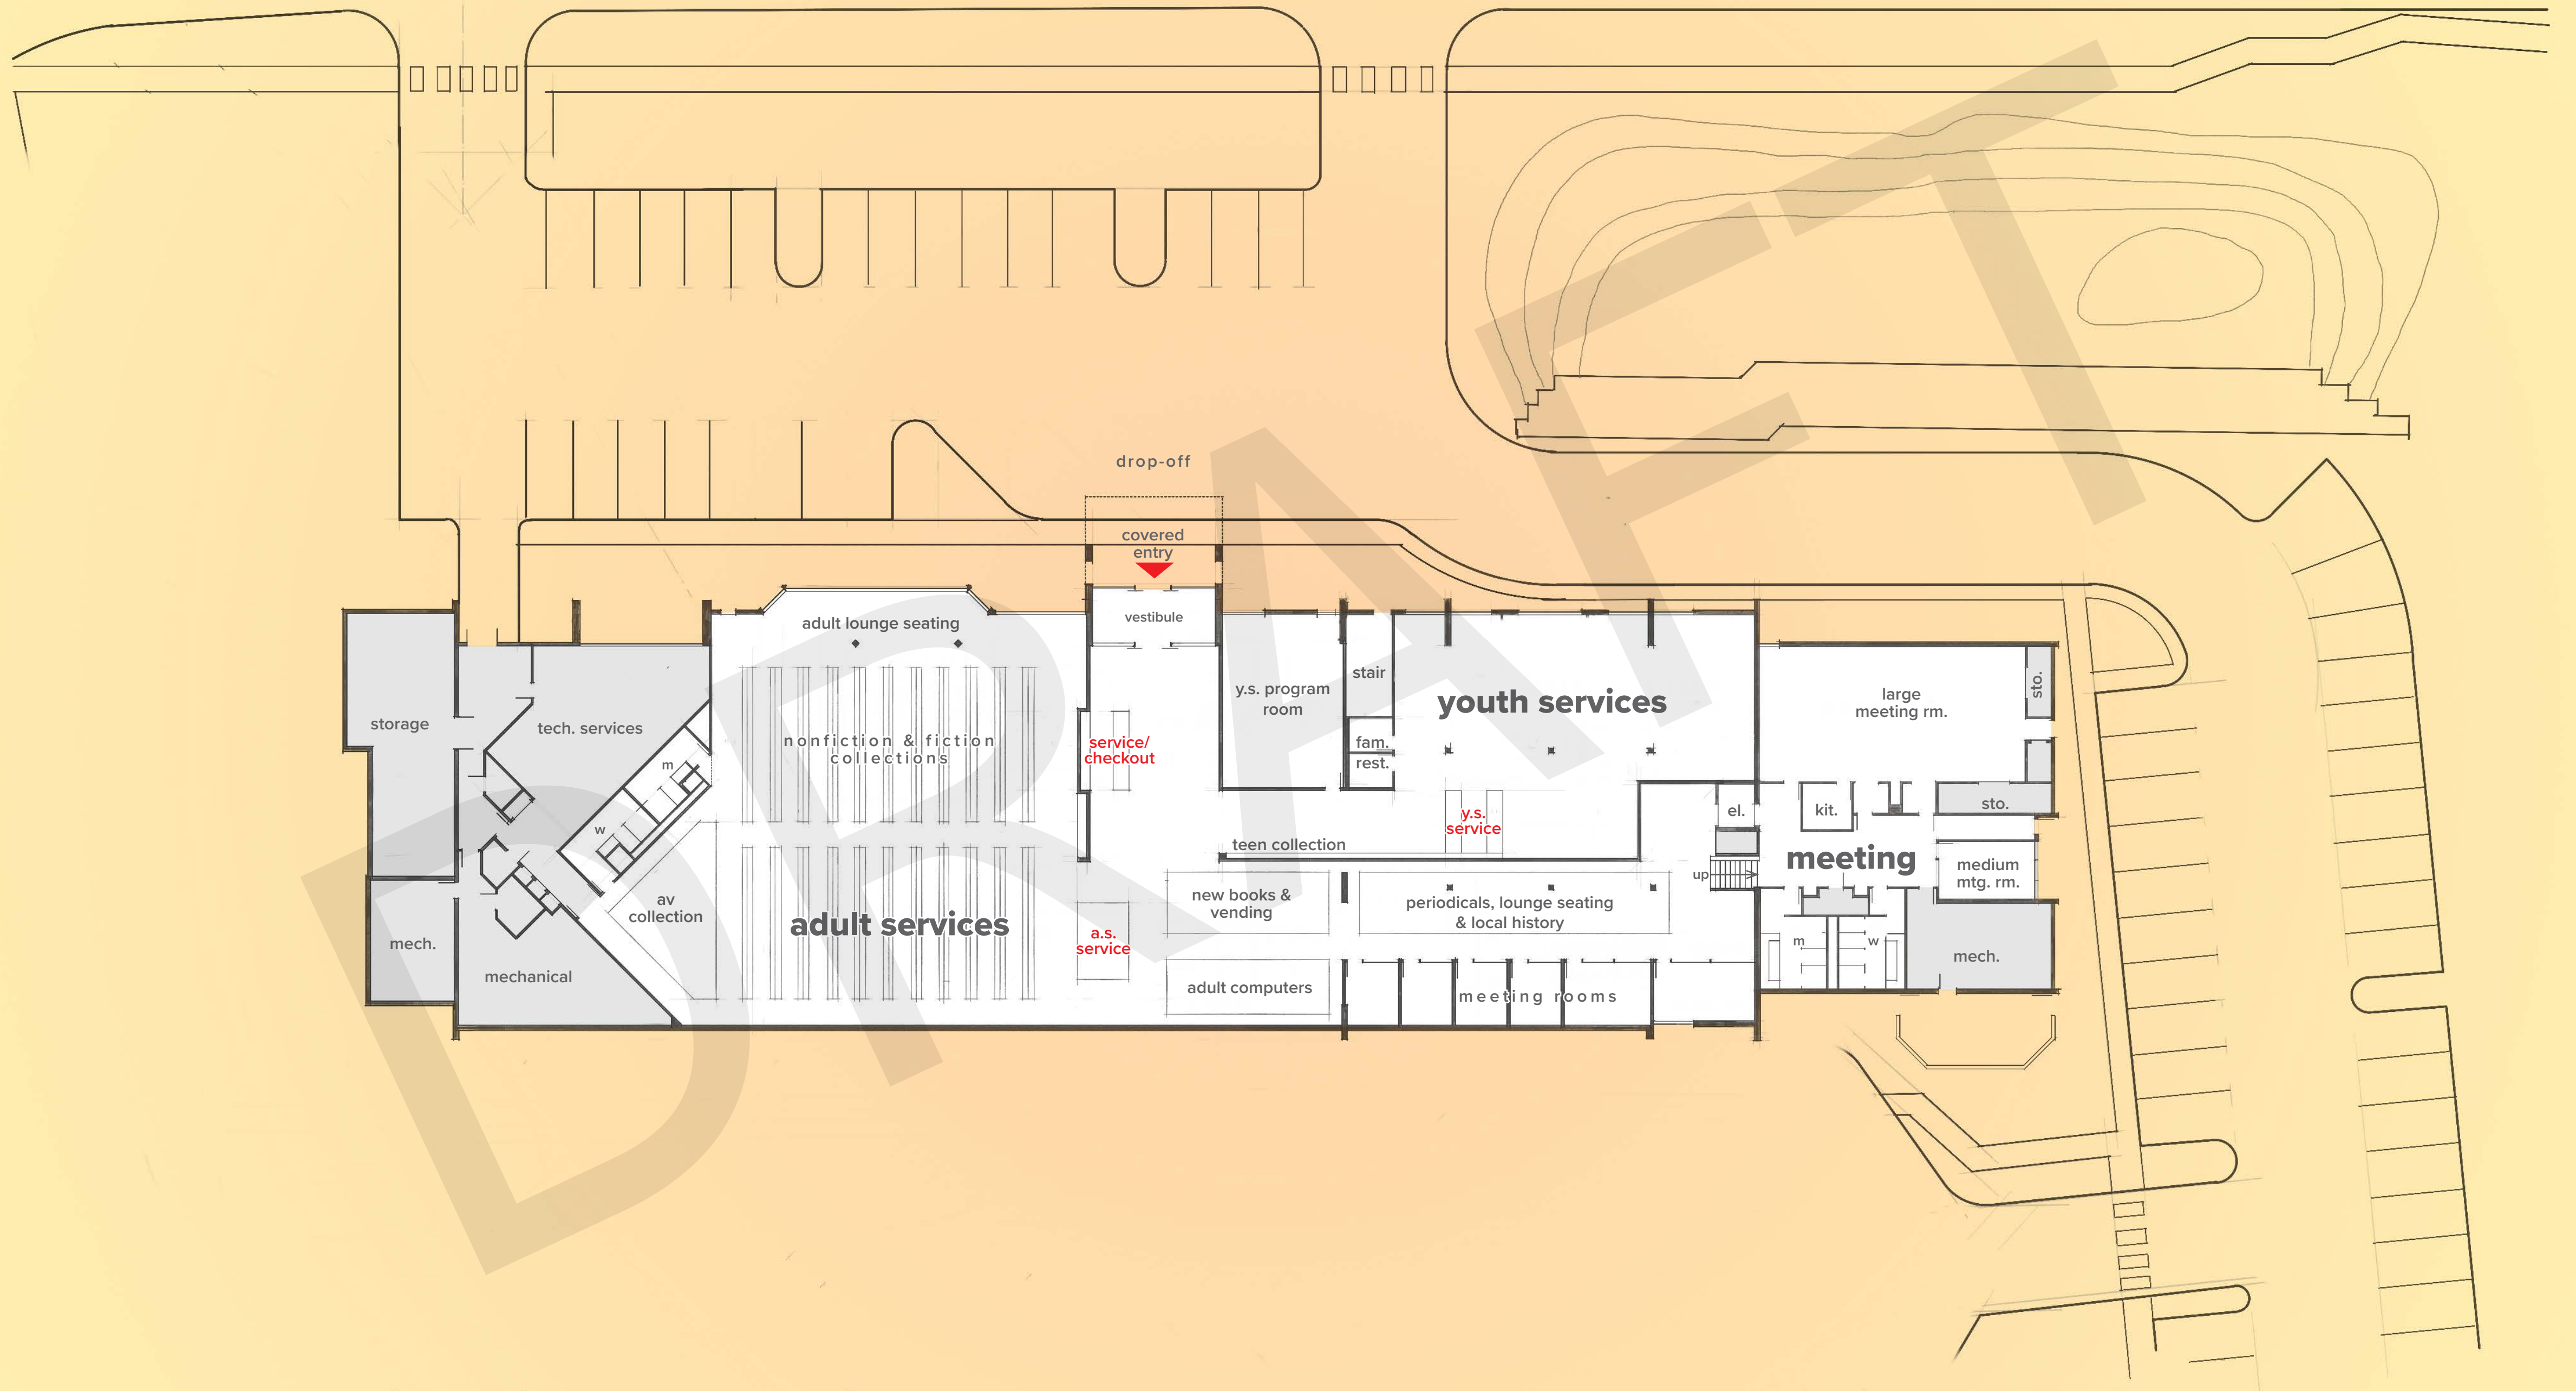 DRAFT
drop-off
covered
entry
vestibule
adult lounge seating
storage
tech. services
nonfiction & fiction
collections
service/
checkout
y.s. program
room
stair
fam.
rest.
youth services
large
meeting rm.
sto.
m
w
y.s.
service
teen collection
el.
kit.
sto.
up
meeting
medium
mtg. rm.
av
collection
adult services
a.s.
service
new books &
vending
periodicals, lounge seating
& local history
mech.
mechanical
adult computers
meeting rooms
m
w
mech.